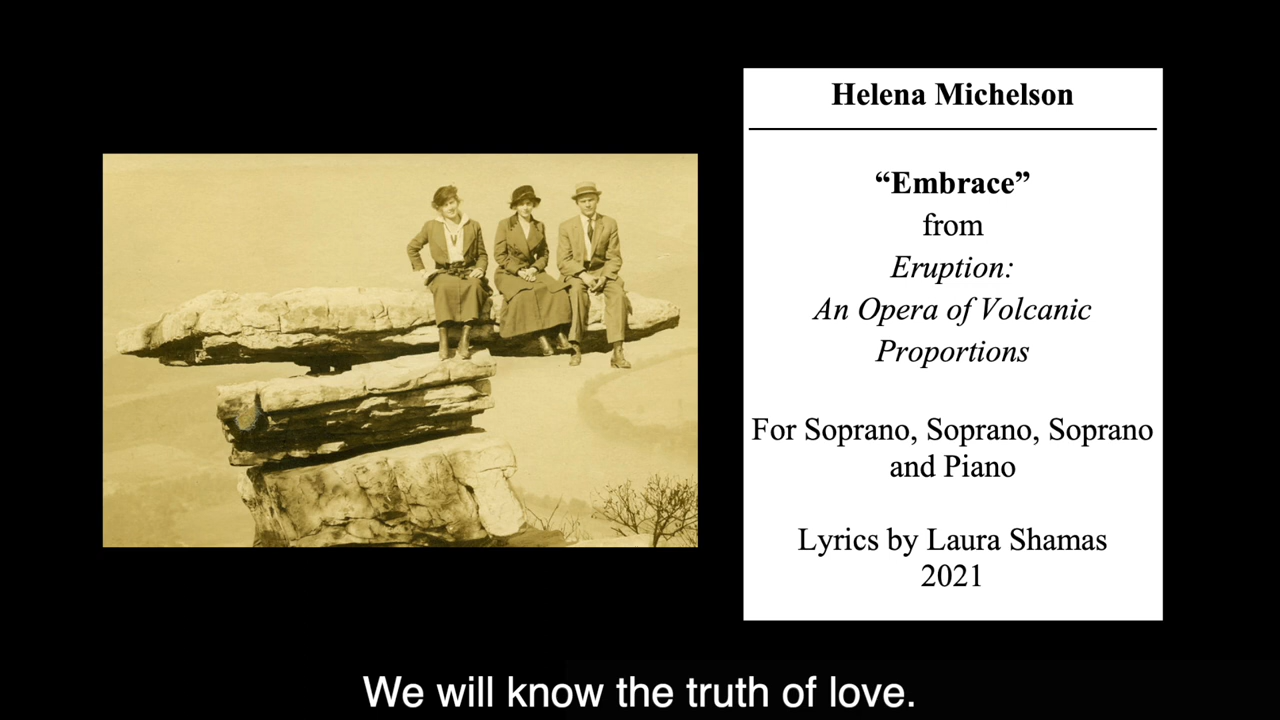 Helena Michelson
“Embrace”
from
Eruption:
An Opera of Volcanic
Proportions
For Soprano, Soprano, Soprano
and Piano
Lyrics by Laura Shamas
2021
We will know the truth of love.